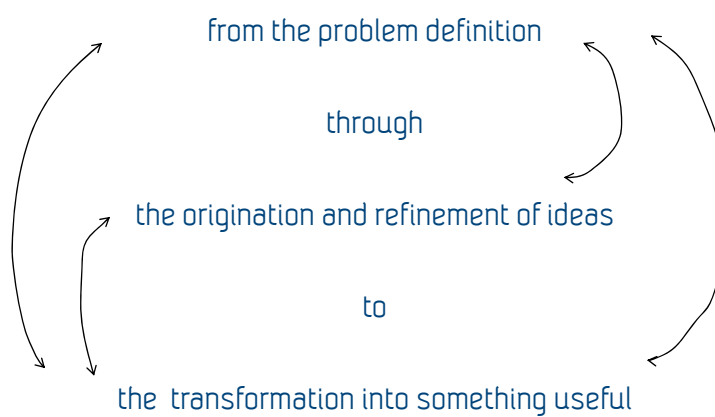 from the problem definition
through
the origination and refinement of ideas
to
the transformation into something useful